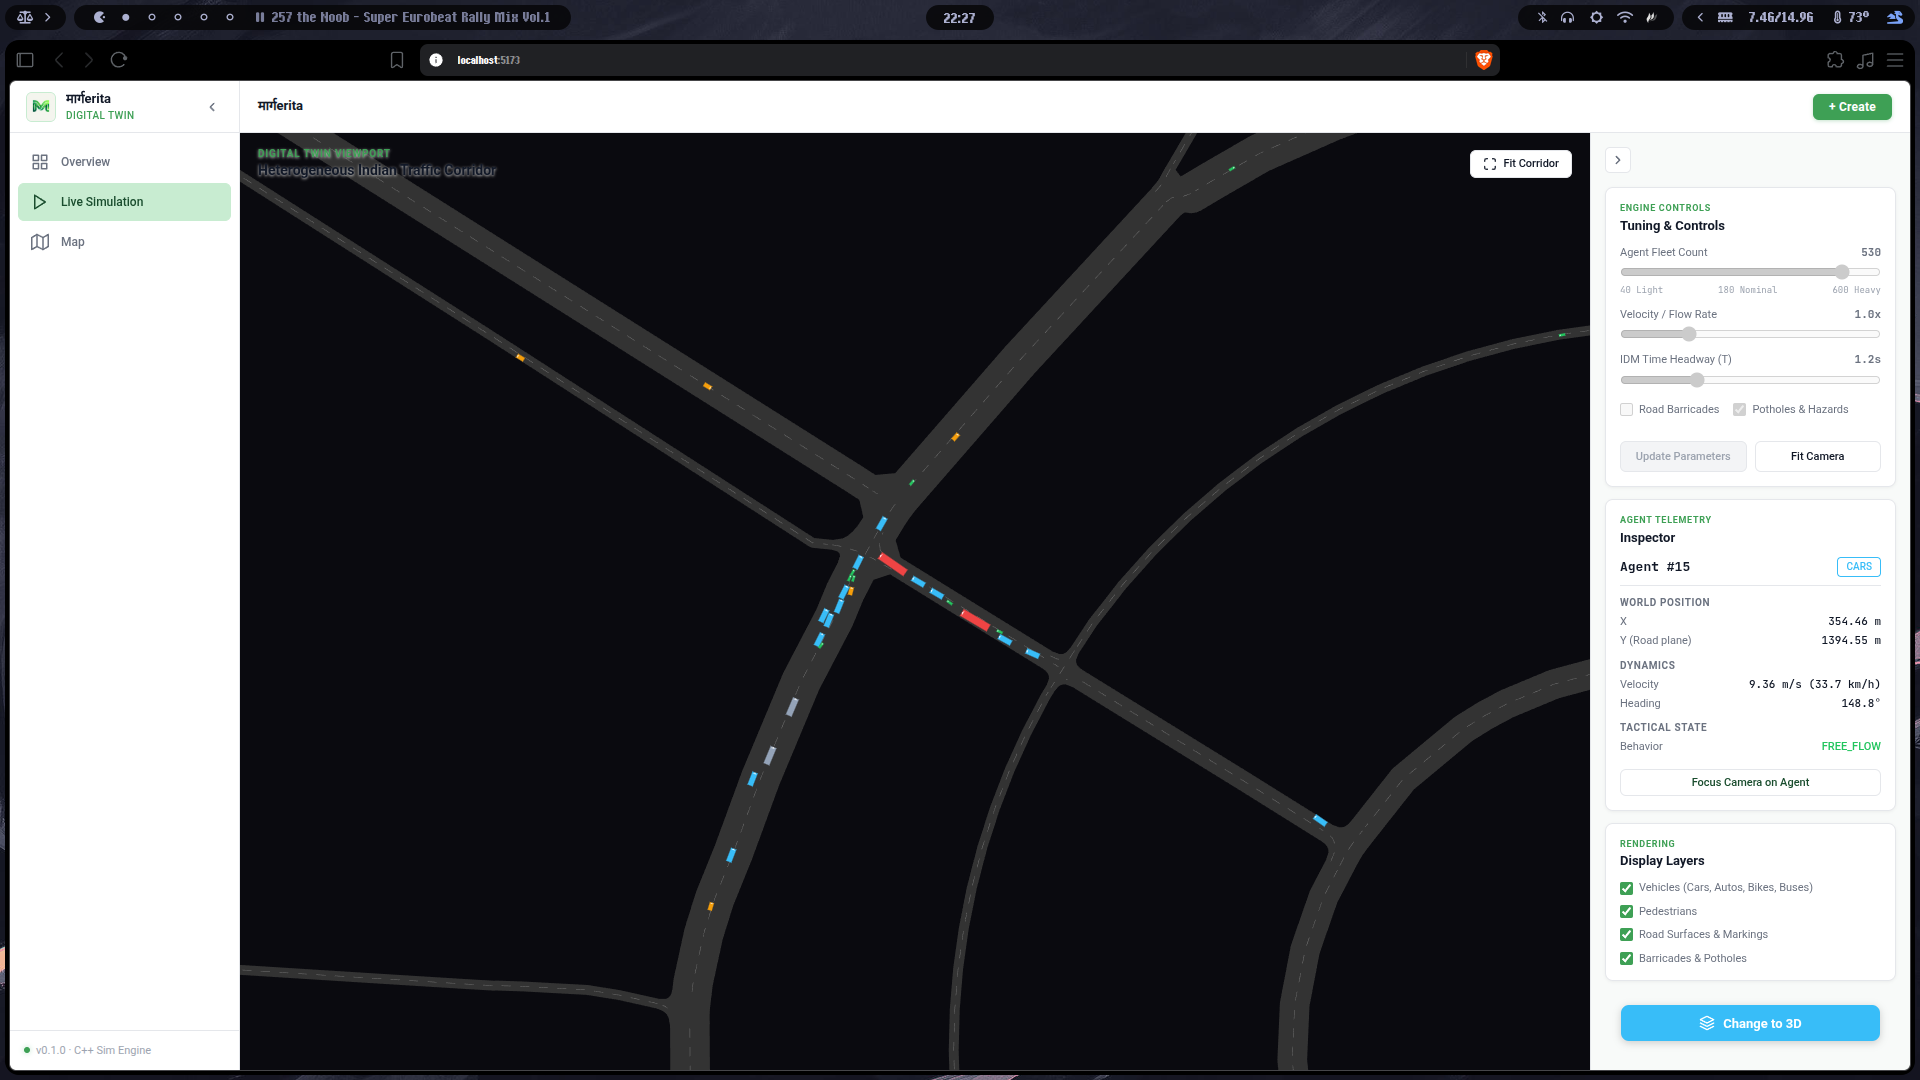 257 the Noob - Super Eurobeat Rally Mix Vol.1
22:27
7.4G/14.9G
73°
localhost:5173
मार्गerita
DIGITAL TWIN
मार्गerita
+ Create
Overview
Live Simulation
Map
DIGITAL TWIN VIEWPORT
Heterogeneous Indian Traffic Corridor
Fit Corridor
ENGINE CONTROLS
Tuning & Controls
Agent Fleet Count 530
40 Light 180 Nominal 600 Heavy
Velocity / Flow Rate 1.0x
IDM Time Headway (T) 1.2s
Road Barricades Potholes & Hazards
Update Parameters Fit Camera
AGENT TELEMETRY
Inspector
Agent #15 CARS
WORLD POSITION
X 354.46 m
Y (Road plane) 1394.55 m
DYNAMICS
Velocity 9.36 m/s (33.7 km/h)
Heading 148.8°
TACTICAL STATE
Behavior FREE_FLOW
Focus Camera on Agent
RENDERING
Display Layers
Vehicles (Cars, Autos, Bikes, Buses)
Pedestrians
Road Surfaces & Markings
Barricades & Potholes
Change to 3D
v0.1.0 · C++ Sim Engine